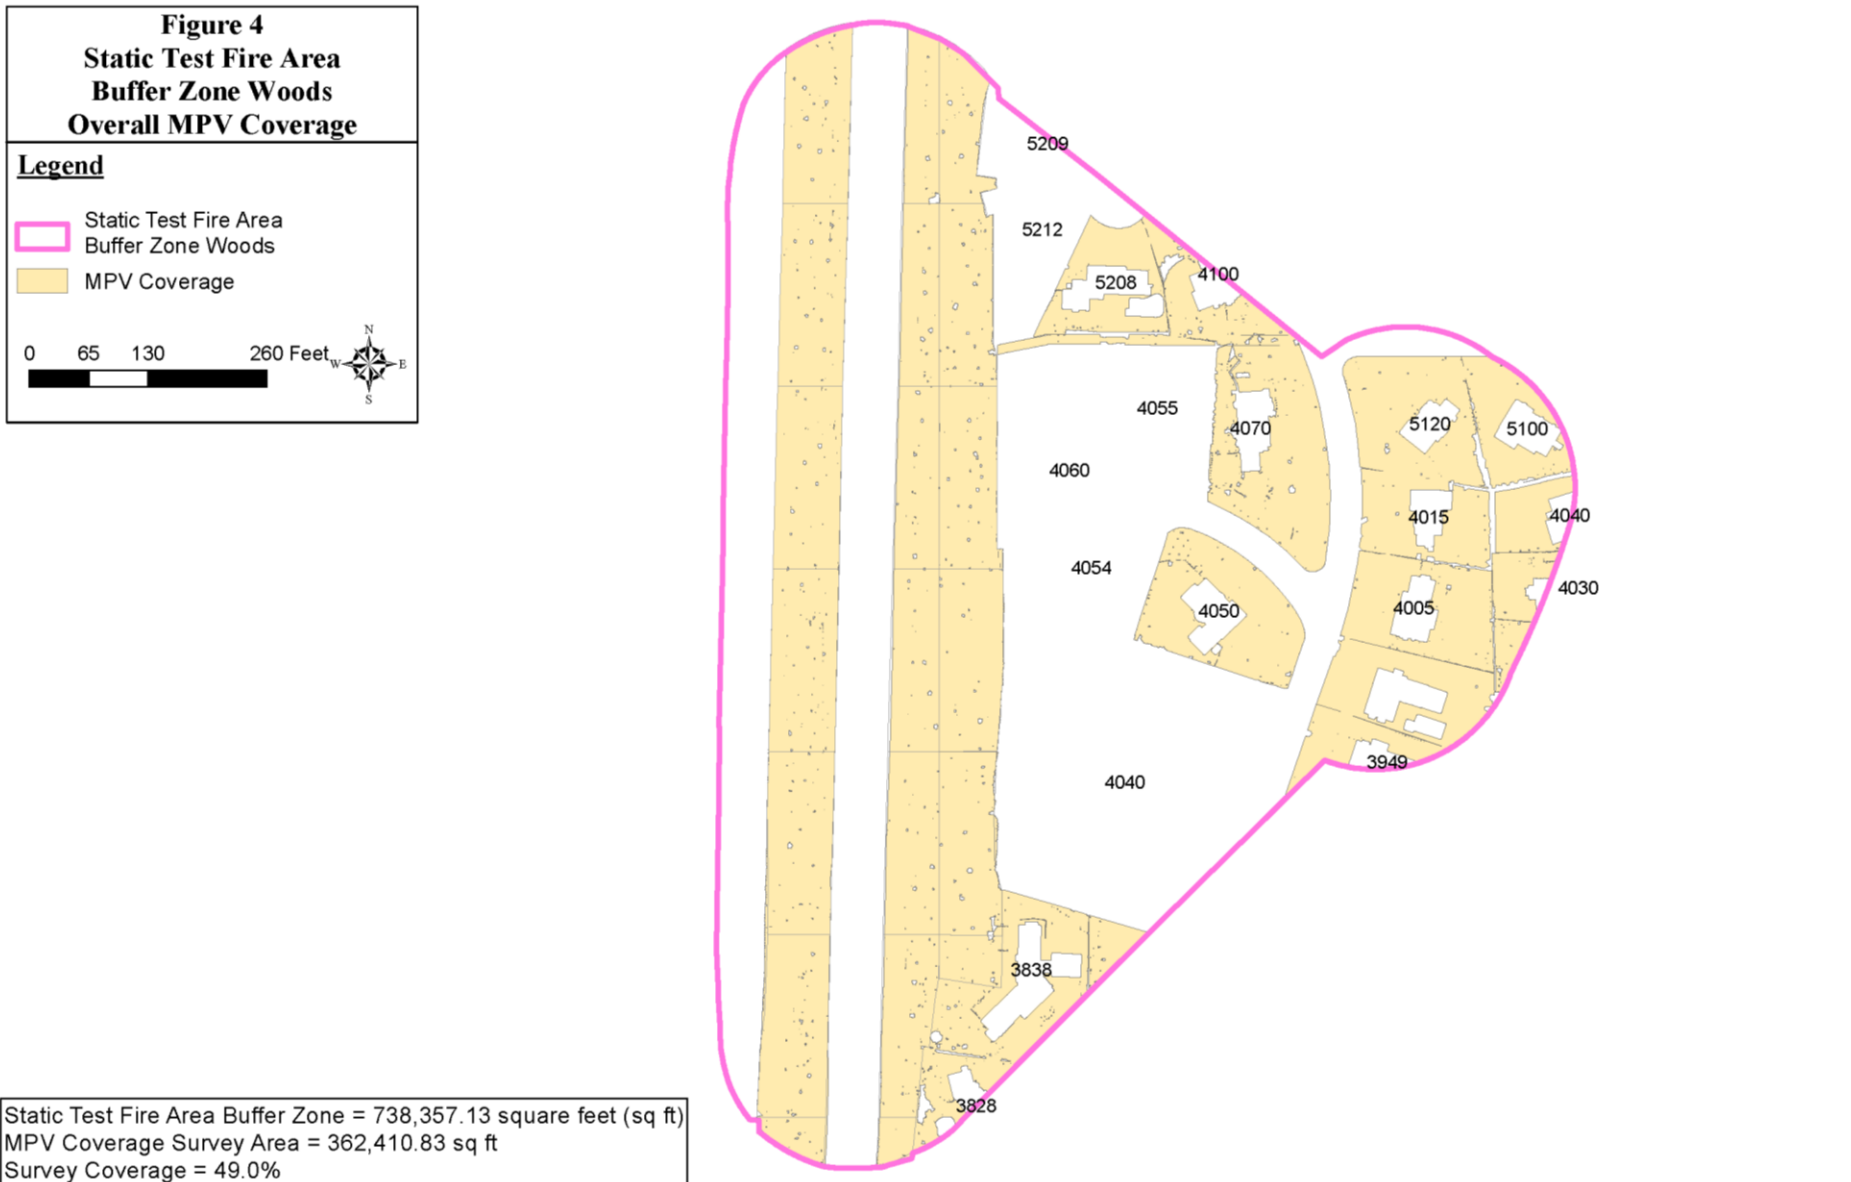 Figure 4
Static Test Fire Area
Buffer Zone Woods
Overall MPV Coverage
Legend
Static Test Fire Area
Buffer Zone Woods
MPV Coverage
0 65 130 260 Feet
N
W E
S
5209
5212
4100
5208
4055
4070
5120
5100
4060
4015
4040
4054
4030
4050
4005
3949
4040
3838
3828
Static Test Fire Area Buffer Zone = 738,357.13 square feet (sq ft)
MPV Coverage Survey Area = 362,410.83 sq ft
Survey Coverage = 49.0%